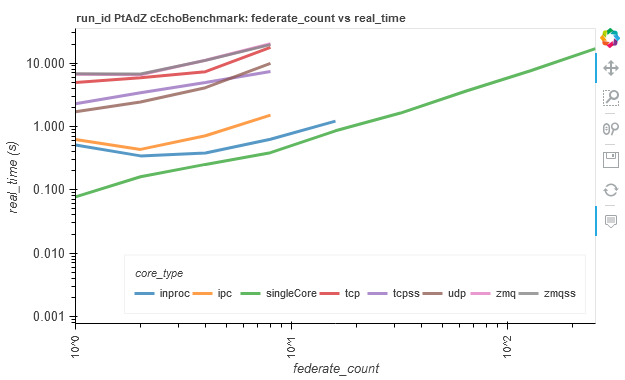 run_id PtAdZ cEchoBenchmark: federate_count vs real_time
10.000
1.000
0.100
0.010
0.001
real_time (s)
core_type
inproc ipc singleCore tcp tcpss udp zmq zmqss
10^0 10^1 10^2
federate_count